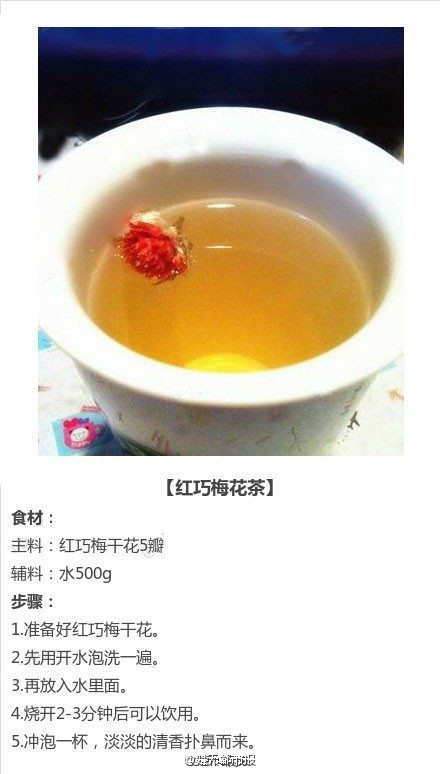 【红巧梅花茶】
食材：
主料：红巧梅干花5瓣
辅料：水500g
步骤：
1.准备好红巧梅干花。
2.先用开水泡洗一遍。
3.再放入水里面。
4.烧开2-3分钟后可以饮用。
5.冲泡一杯，淡淡的清香扑鼻而来。